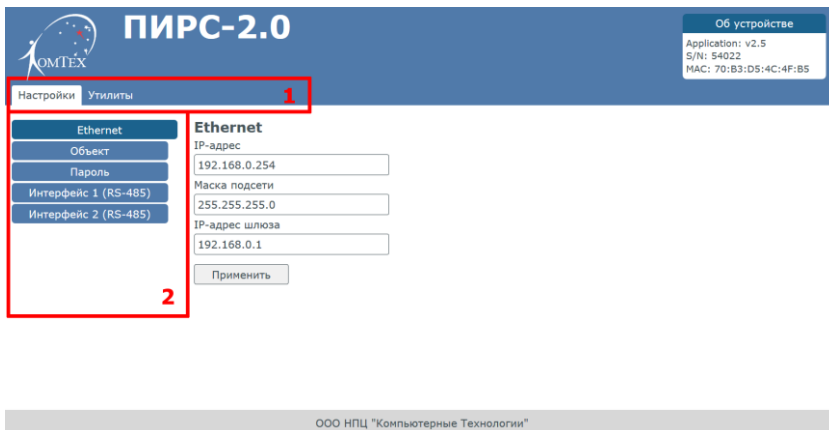 КОМТЕХ
ПИРС-2.0
Об устройстве
Application: v2.5
S/N: 54022
MAC: 70:B3:D5:4C:4F:B5
Настройки Утилиты
1
Ethernet
Объект
Пароль
Интерфейс 1 (RS-485)
Интерфейс 2 (RS-485)
2
Ethernet
IP-адрес
192.168.0.254
Маска подсети
255.255.255.0
IP-адрес шлюза
192.168.0.1
Применить
ООО НПЦ "Компьютерные Технологии"